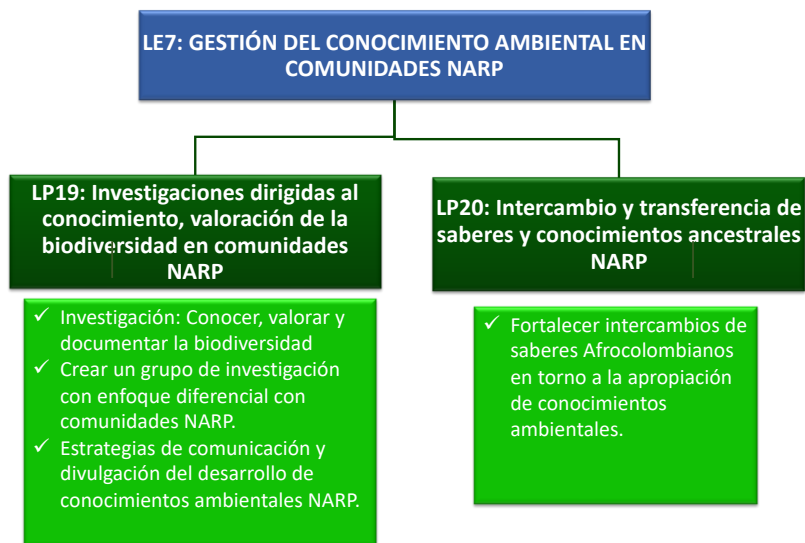 LE7: GESTIÓN DEL CONOCIMIENTO AMBIENTAL EN
COMUNIDADES NARP
LP19: Investigaciones dirigidas al
conocimiento, valoración de la
biodiversidad en comunidades
NARP
✓ Investigación: Conocer, valorar y
documentar la biodiversidad
✓ Crear un grupo de investigación
con enfoque diferencial con
comunidades NARP.
✓ Estrategias de comunicación y
divulgación del desarrollo de
conocimientos ambientales NARP.
LP20: Intercambio y transferencia de
saberes y conocimientos ancestrales
NARP
✓ Fortalecer intercambios de
saberes Afrocolombianos
en torno a la apropiación
de conocimientos
ambientales.